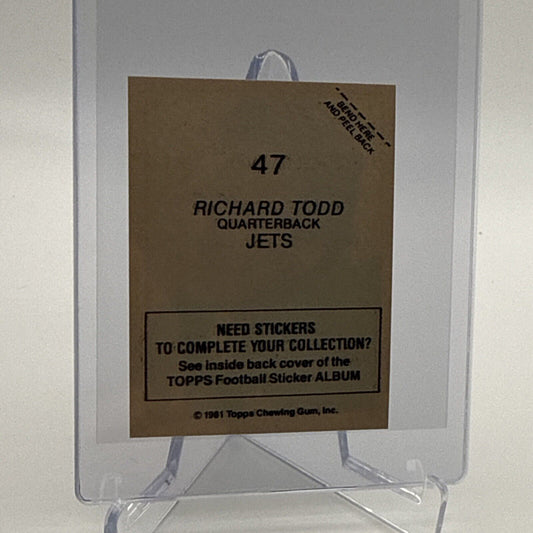 BEND HERE
AND PEEL BACK
47
RICHARD TODD
QUARTERBACK
JETS
NEED STICKERS
TO COMPLETE YOUR COLLECTION?
See inside back cover of the
TOPPS Football Sticker ALBUM
© 1981 Topps Chewing Gum, Inc.